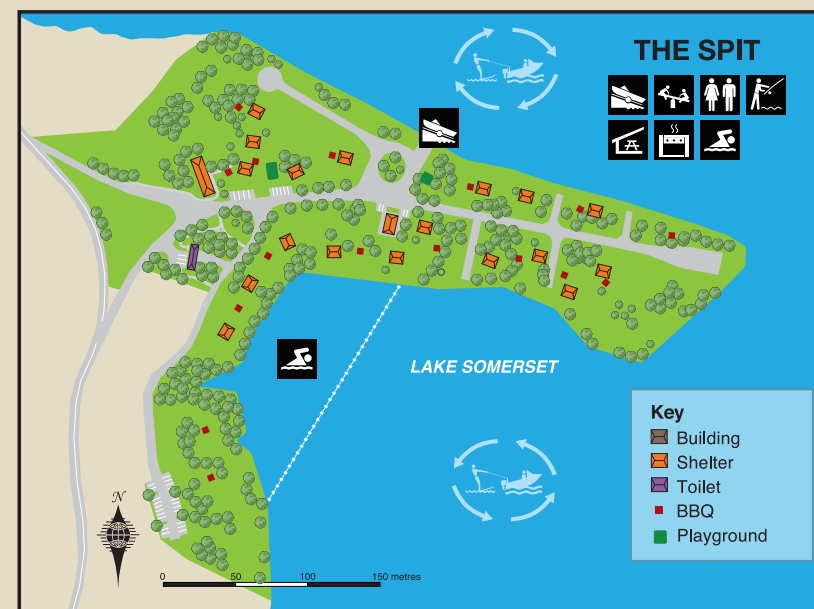 THE SPIT
LAKE SOMERSET
Key
Building
Shelter
Toilet
BBQ
Playground
N
0 50 100 150 metres